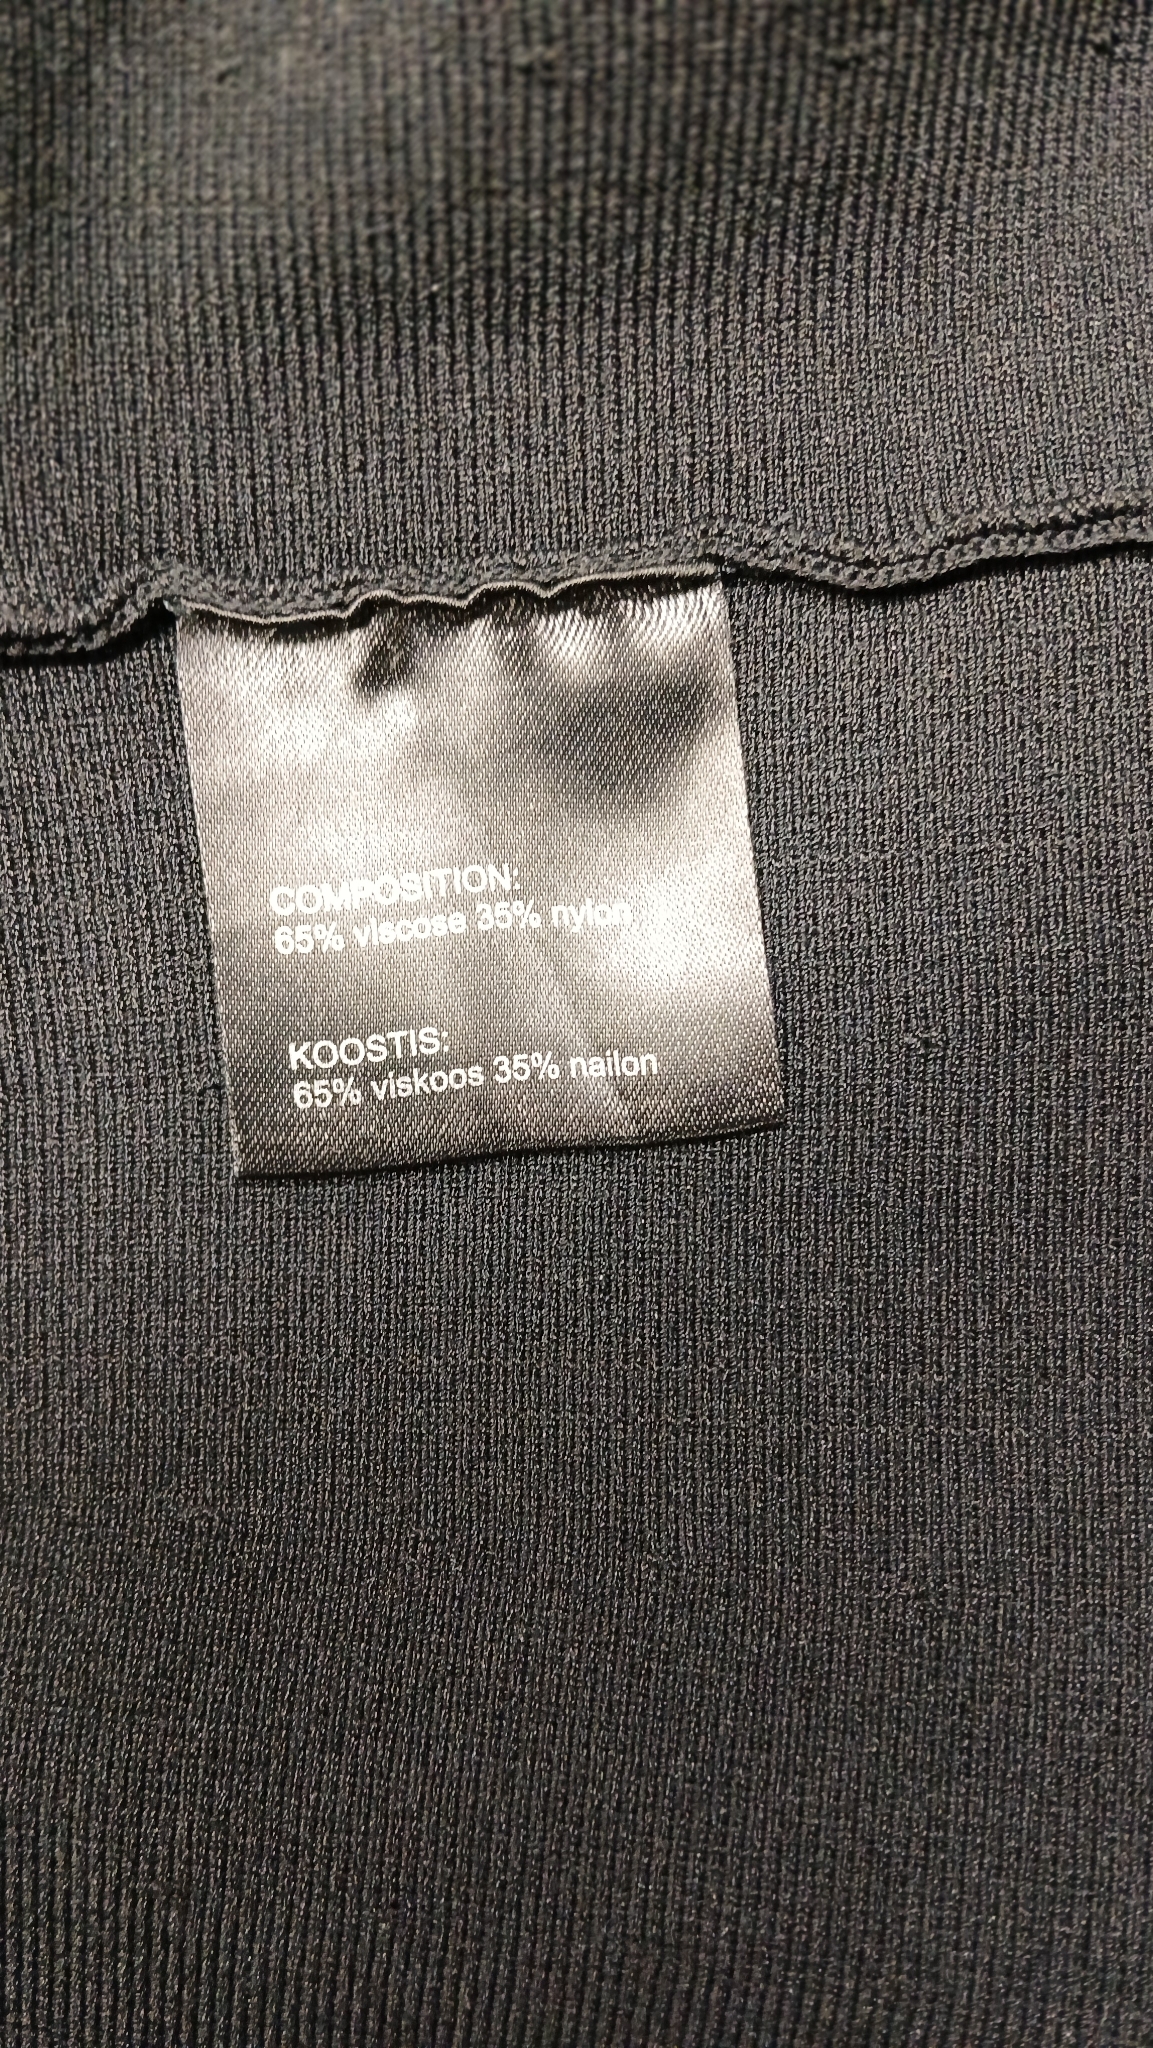 COMPOSITION:
65% viscose 35% nylon
KOOSTIS:
65% viskoos 35% nailon